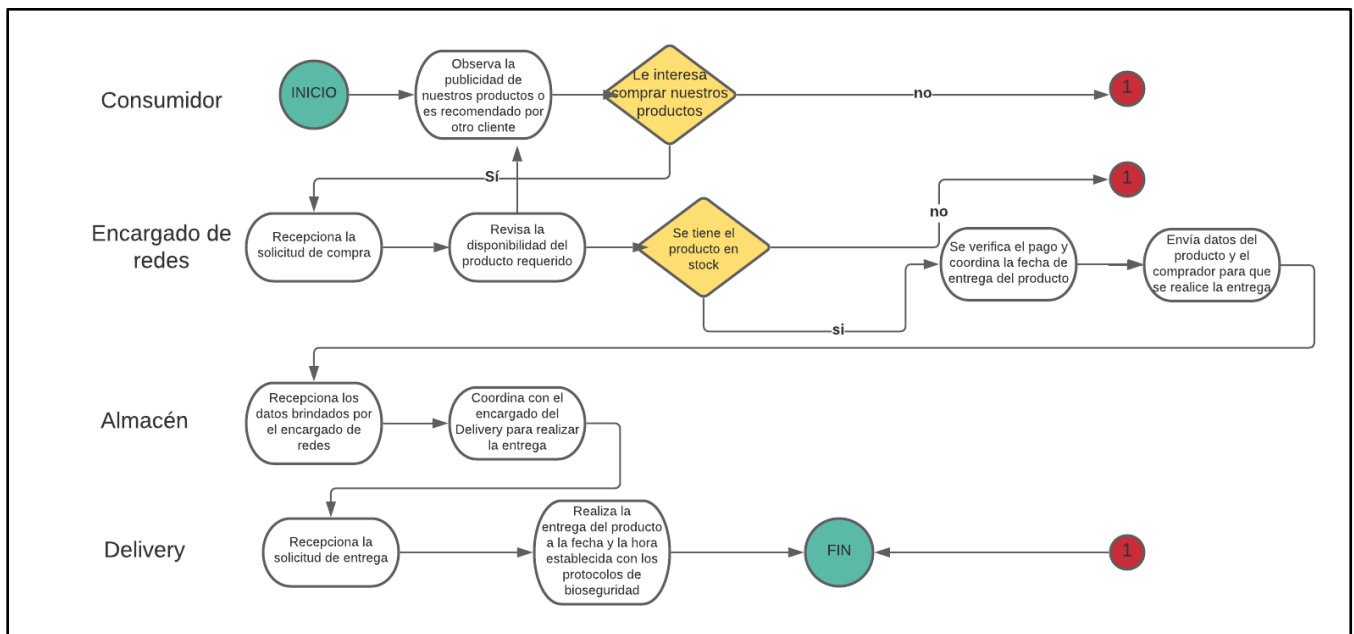 Consumidor
INICIO
Observa la
publicidad de
nuestros productos o
es recomendado por
otro cliente
Le interesa
comprar nuestros
productos
no
1
Sí
Encargado de
redes
Recepciona la
solicitud de compra
Revisa la
disponibilidad del
producto requerido
Se tiene el
producto en
stock
no
1
si
Se verifica el pago y
coordina la fecha de
entrega del producto
Envía datos del
producto y el
comprador para que
se realice la entrega
Almacén
Recepciona los
datos brindados por
el encargado de
redes
Coordina con el
encargado del
Delivery para realizar
la entrega
Delivery
Recepciona la
solicitud de entrega
Realiza la
entrega del producto
a la fecha y la hora
establecida con los
protocolos de
bioseguridad
FIN
1